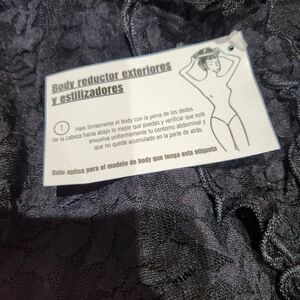 Body reductor exteriores
y estilizadores
1
Hale firmemente el body con la yema de los dedos
de la cabeza hacia abajo lo mejor que puedas y verificar que esté
envuelva uniformemente tu contorno abdominal y
que no quede acumulado en la parte de atrás.
Solo aplica para el modelo de body que tenga esta etiqueta